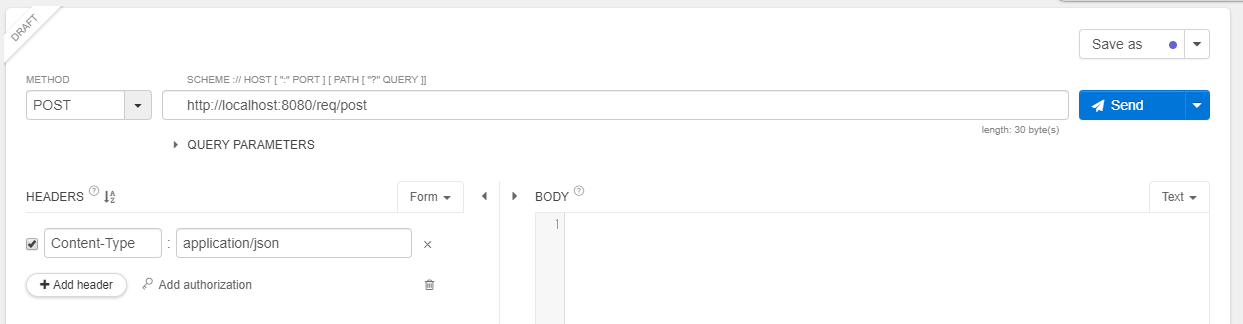 DRAFT
Save as
METHOD
SCHEME :// HOST [ ":" PORT ] [ PATH [ "?" QUERY ]]
POST
http://localhost:8080/req/post
Send
length: 30 byte(s)
QUERY PARAMETERS
HEADERS ? AZ
Form
BODY ?
Text
Content-Type : application/json ×
1
+ Add header
Add authorization